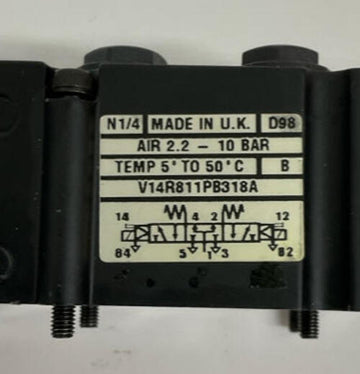 N1/4 MADE IN U.K. D98
AIR 2.2 – 10 BAR
TEMP 5° TO 50°C B
V14R811PB318A
14 4 2 12
84 5 1 3 82